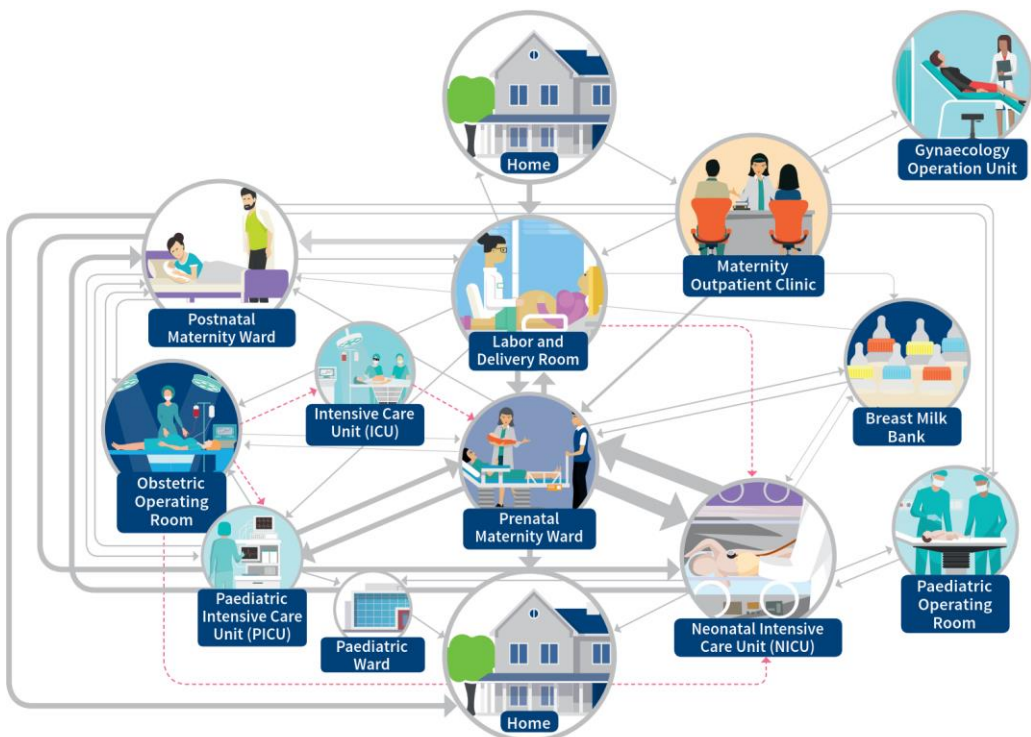 Home
Gynaecology
Operation Unit
Maternity
Outpatient Clinic
Postnatal
Maternity Ward
Labor and
Delivery Room
Intensive Care
Unit (ICU)
Breast Milk
Bank
Obstetric
Operating
Room
Prenatal
Maternity Ward
Paediatric
Intensive Care
Unit (PICU)
Paediatric
Ward
Neonatal Intensive
Care Unit (NICU)
Paediatric
Operating
Room
Home